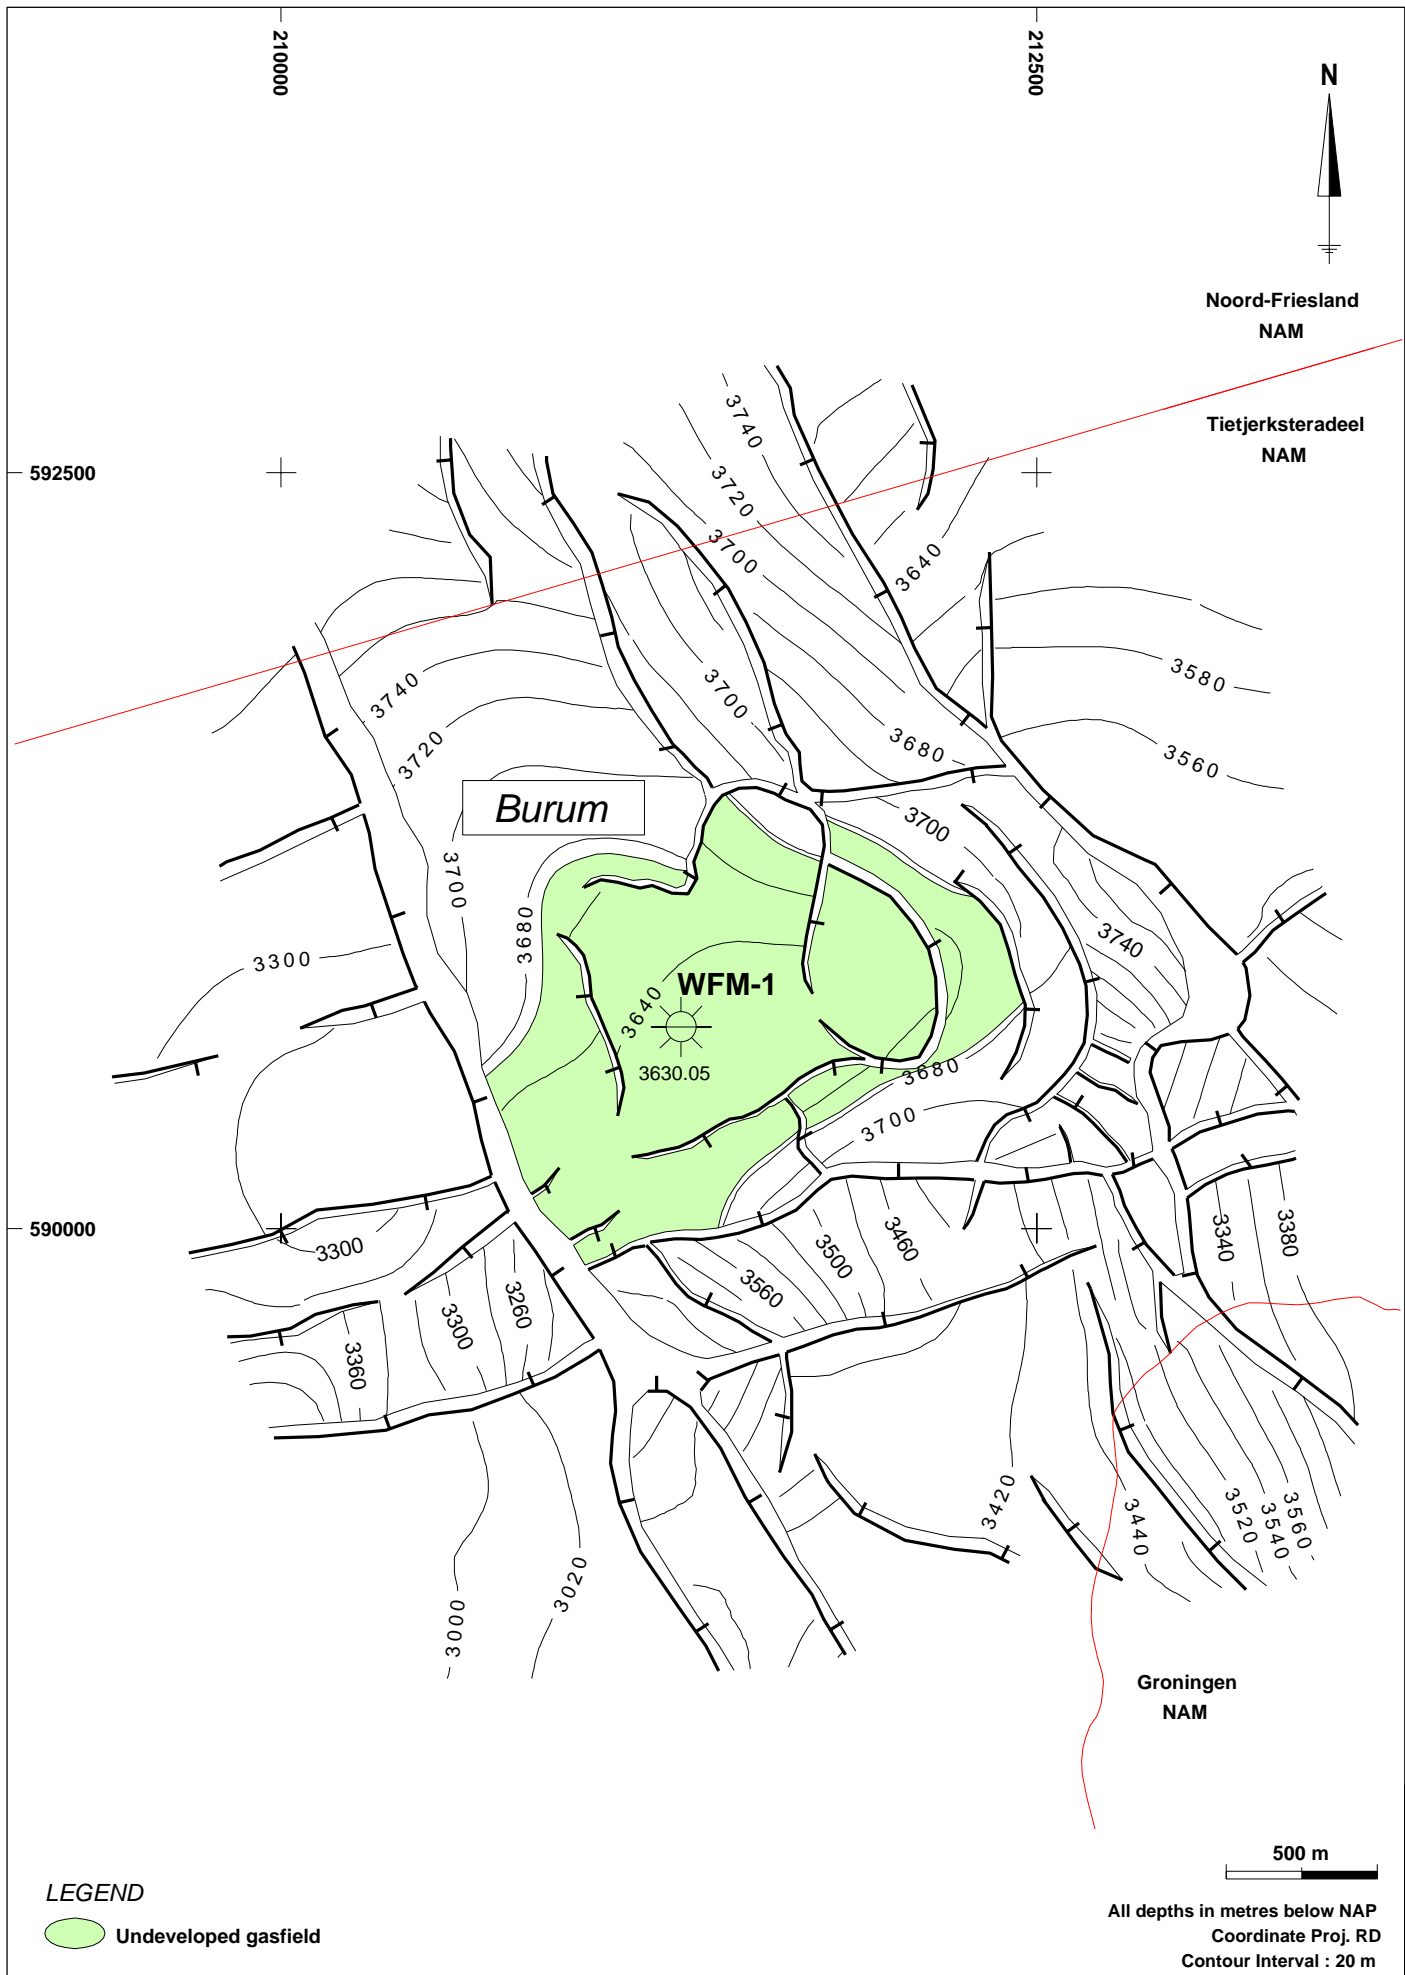 210000
212500
N
Noord-Friesland
NAM
Tietjerksteradeel
NAM
592500
3740
3720
3700
3640
3580
3560
3740
3720
3700
3680
Burum
3700
3700
3680
3740
3300
WFM-1
3640
3630.05
3680
3700
590000
3300
3560
3500
3460
3340
3380
3300
3260
3360
3420
3440
3520
3540
3560
3000
3020
Groningen
NAM
500 m
LEGEND
Undeveloped gasfield
All depths in metres below NAP
Coordinate Proj. RD
Contour Interval : 20 m